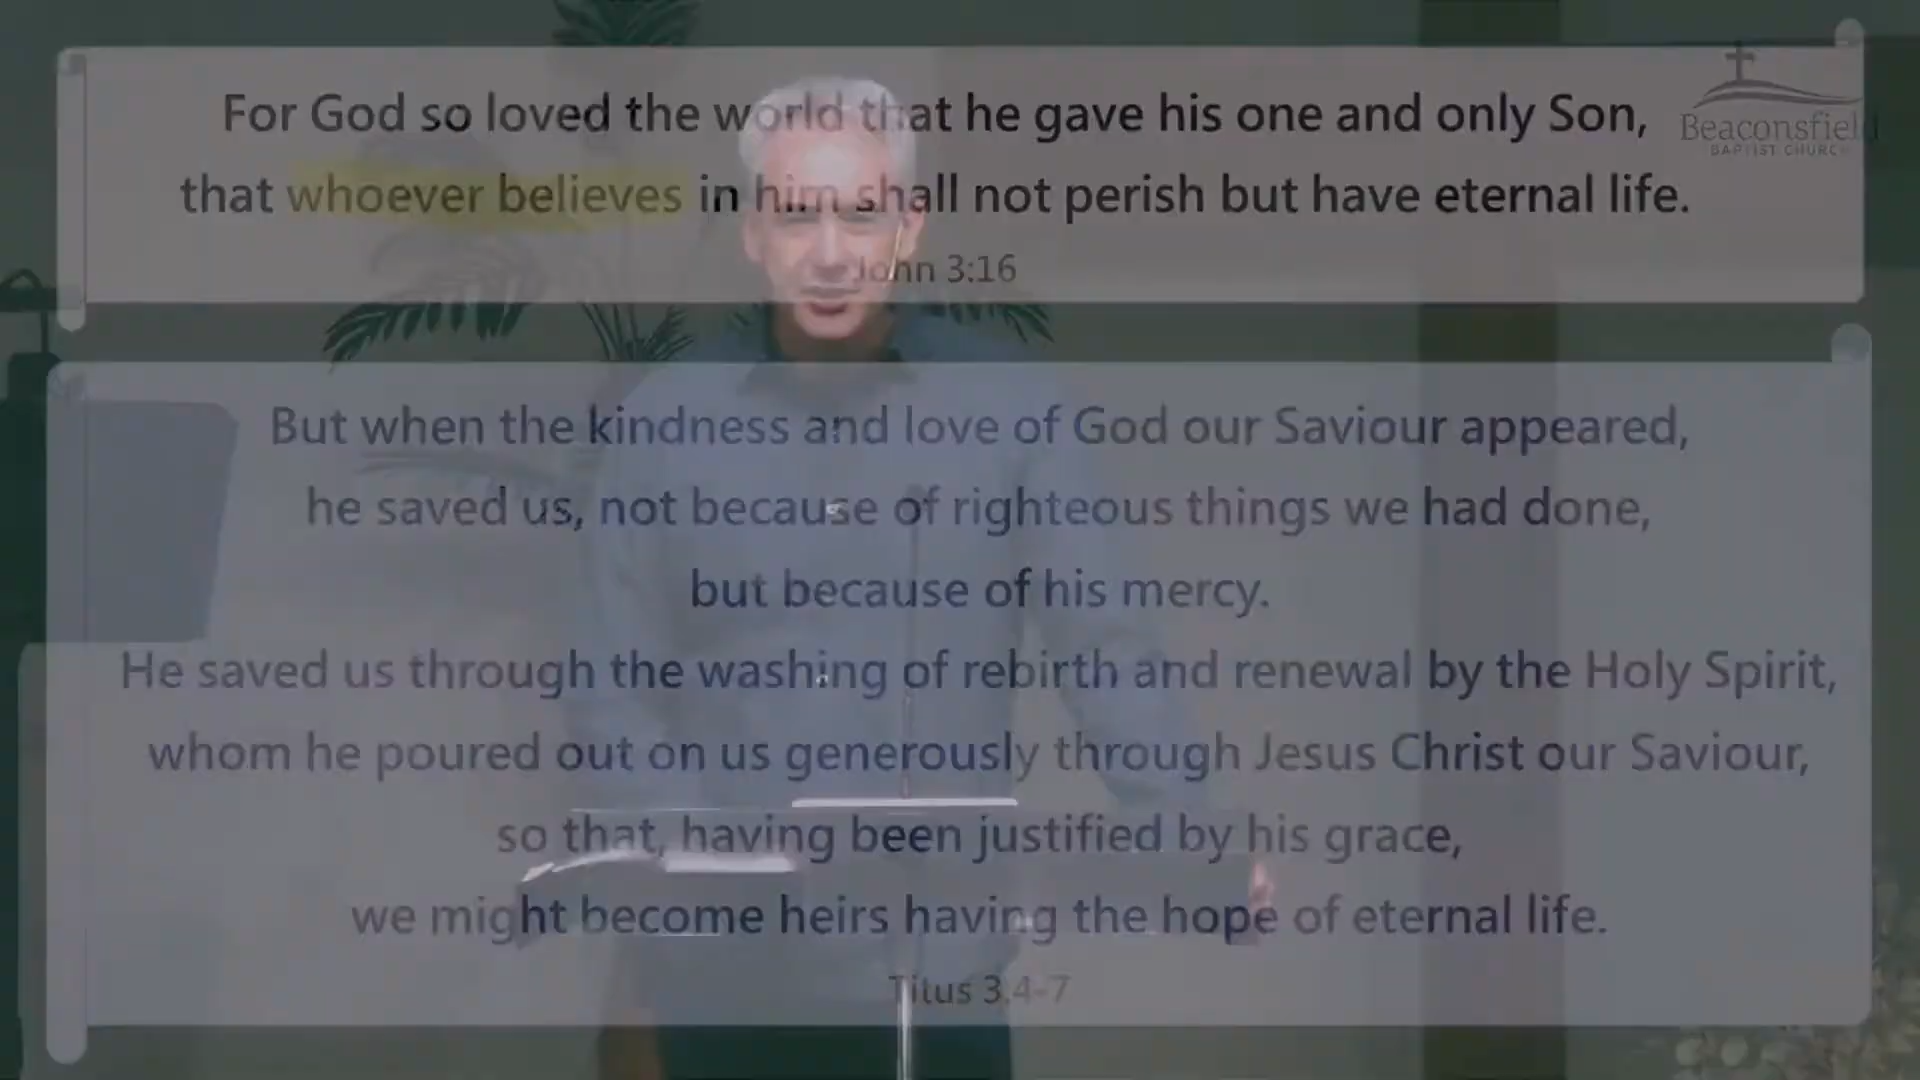 For God so loved the world that he gave his one and only Son,
that whoever believes in him shall not perish but have eternal life.
John 3:16
Beaconsfield
BAPTIST CHURCH
But when the kindness and love of God our Saviour appeared,
he saved us, not because of righteous things we had done,
but because of his mercy.
He saved us through the washing of rebirth and renewal by the Holy Spirit,
whom he poured out on us generously through Jesus Christ our Saviour,
so that, having been justified by his grace,
we might become heirs having the hope of eternal life.
Titus 3.4-7